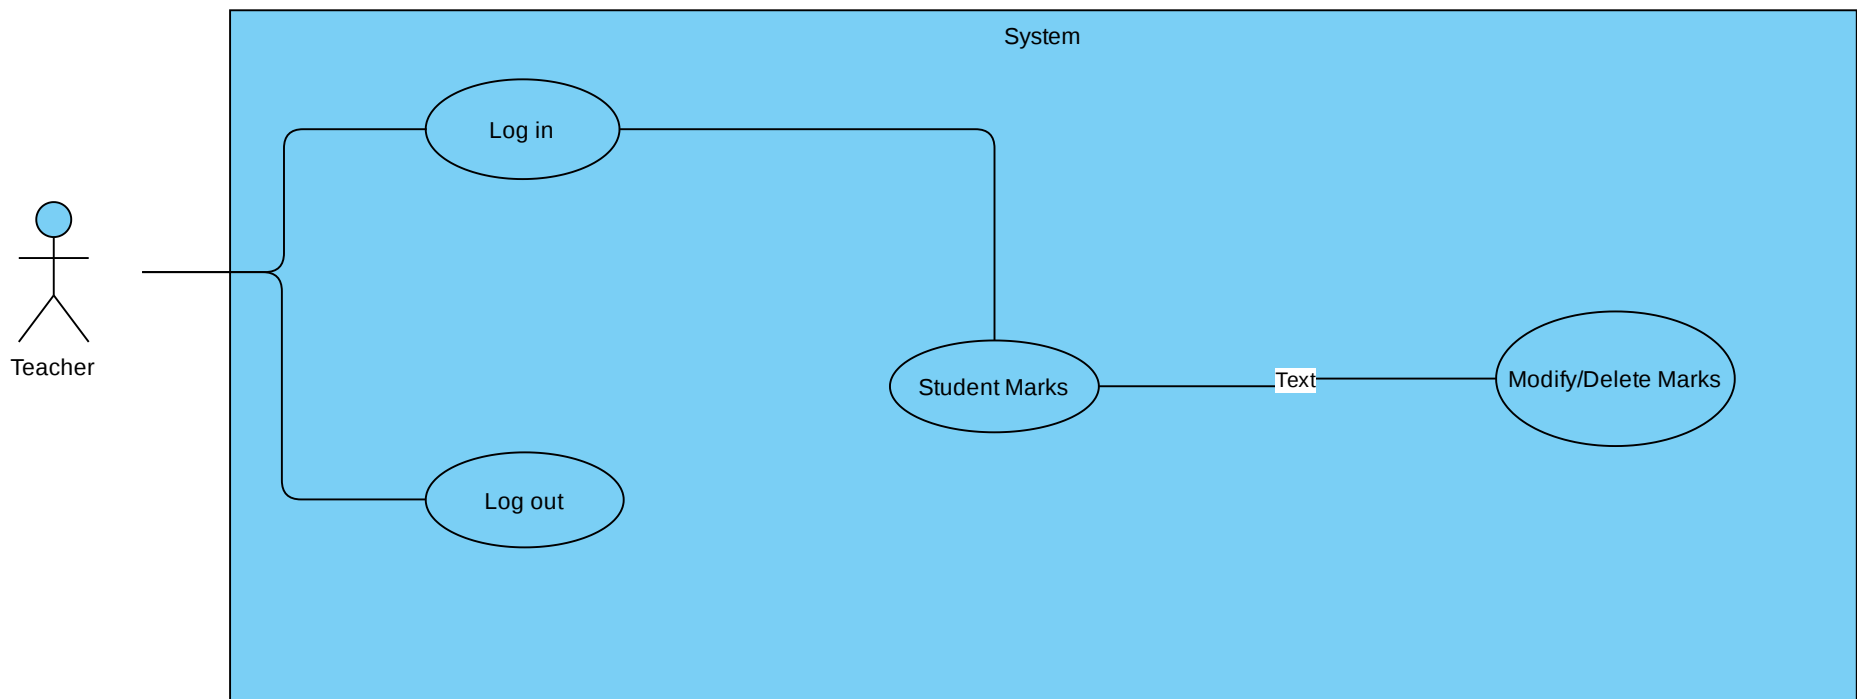 System
Log in
Teacher
Student Marks
Text
Modify/Delete Marks
Log out